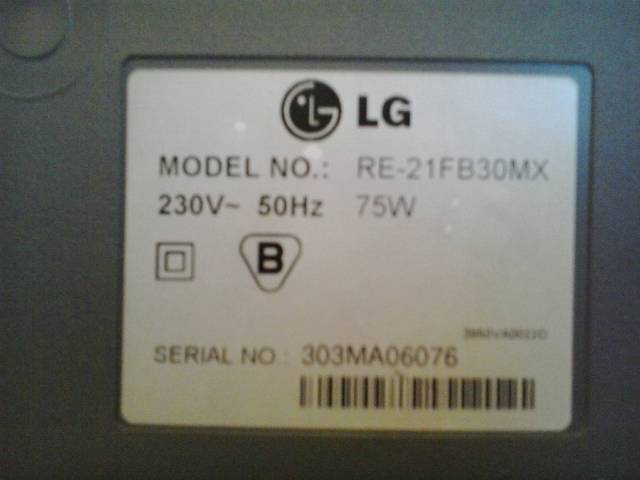 LG
MODEL NO.: RE-21FB30MX
230V~ 50Hz 75W
B
SERIAL NO.: 303MA06076